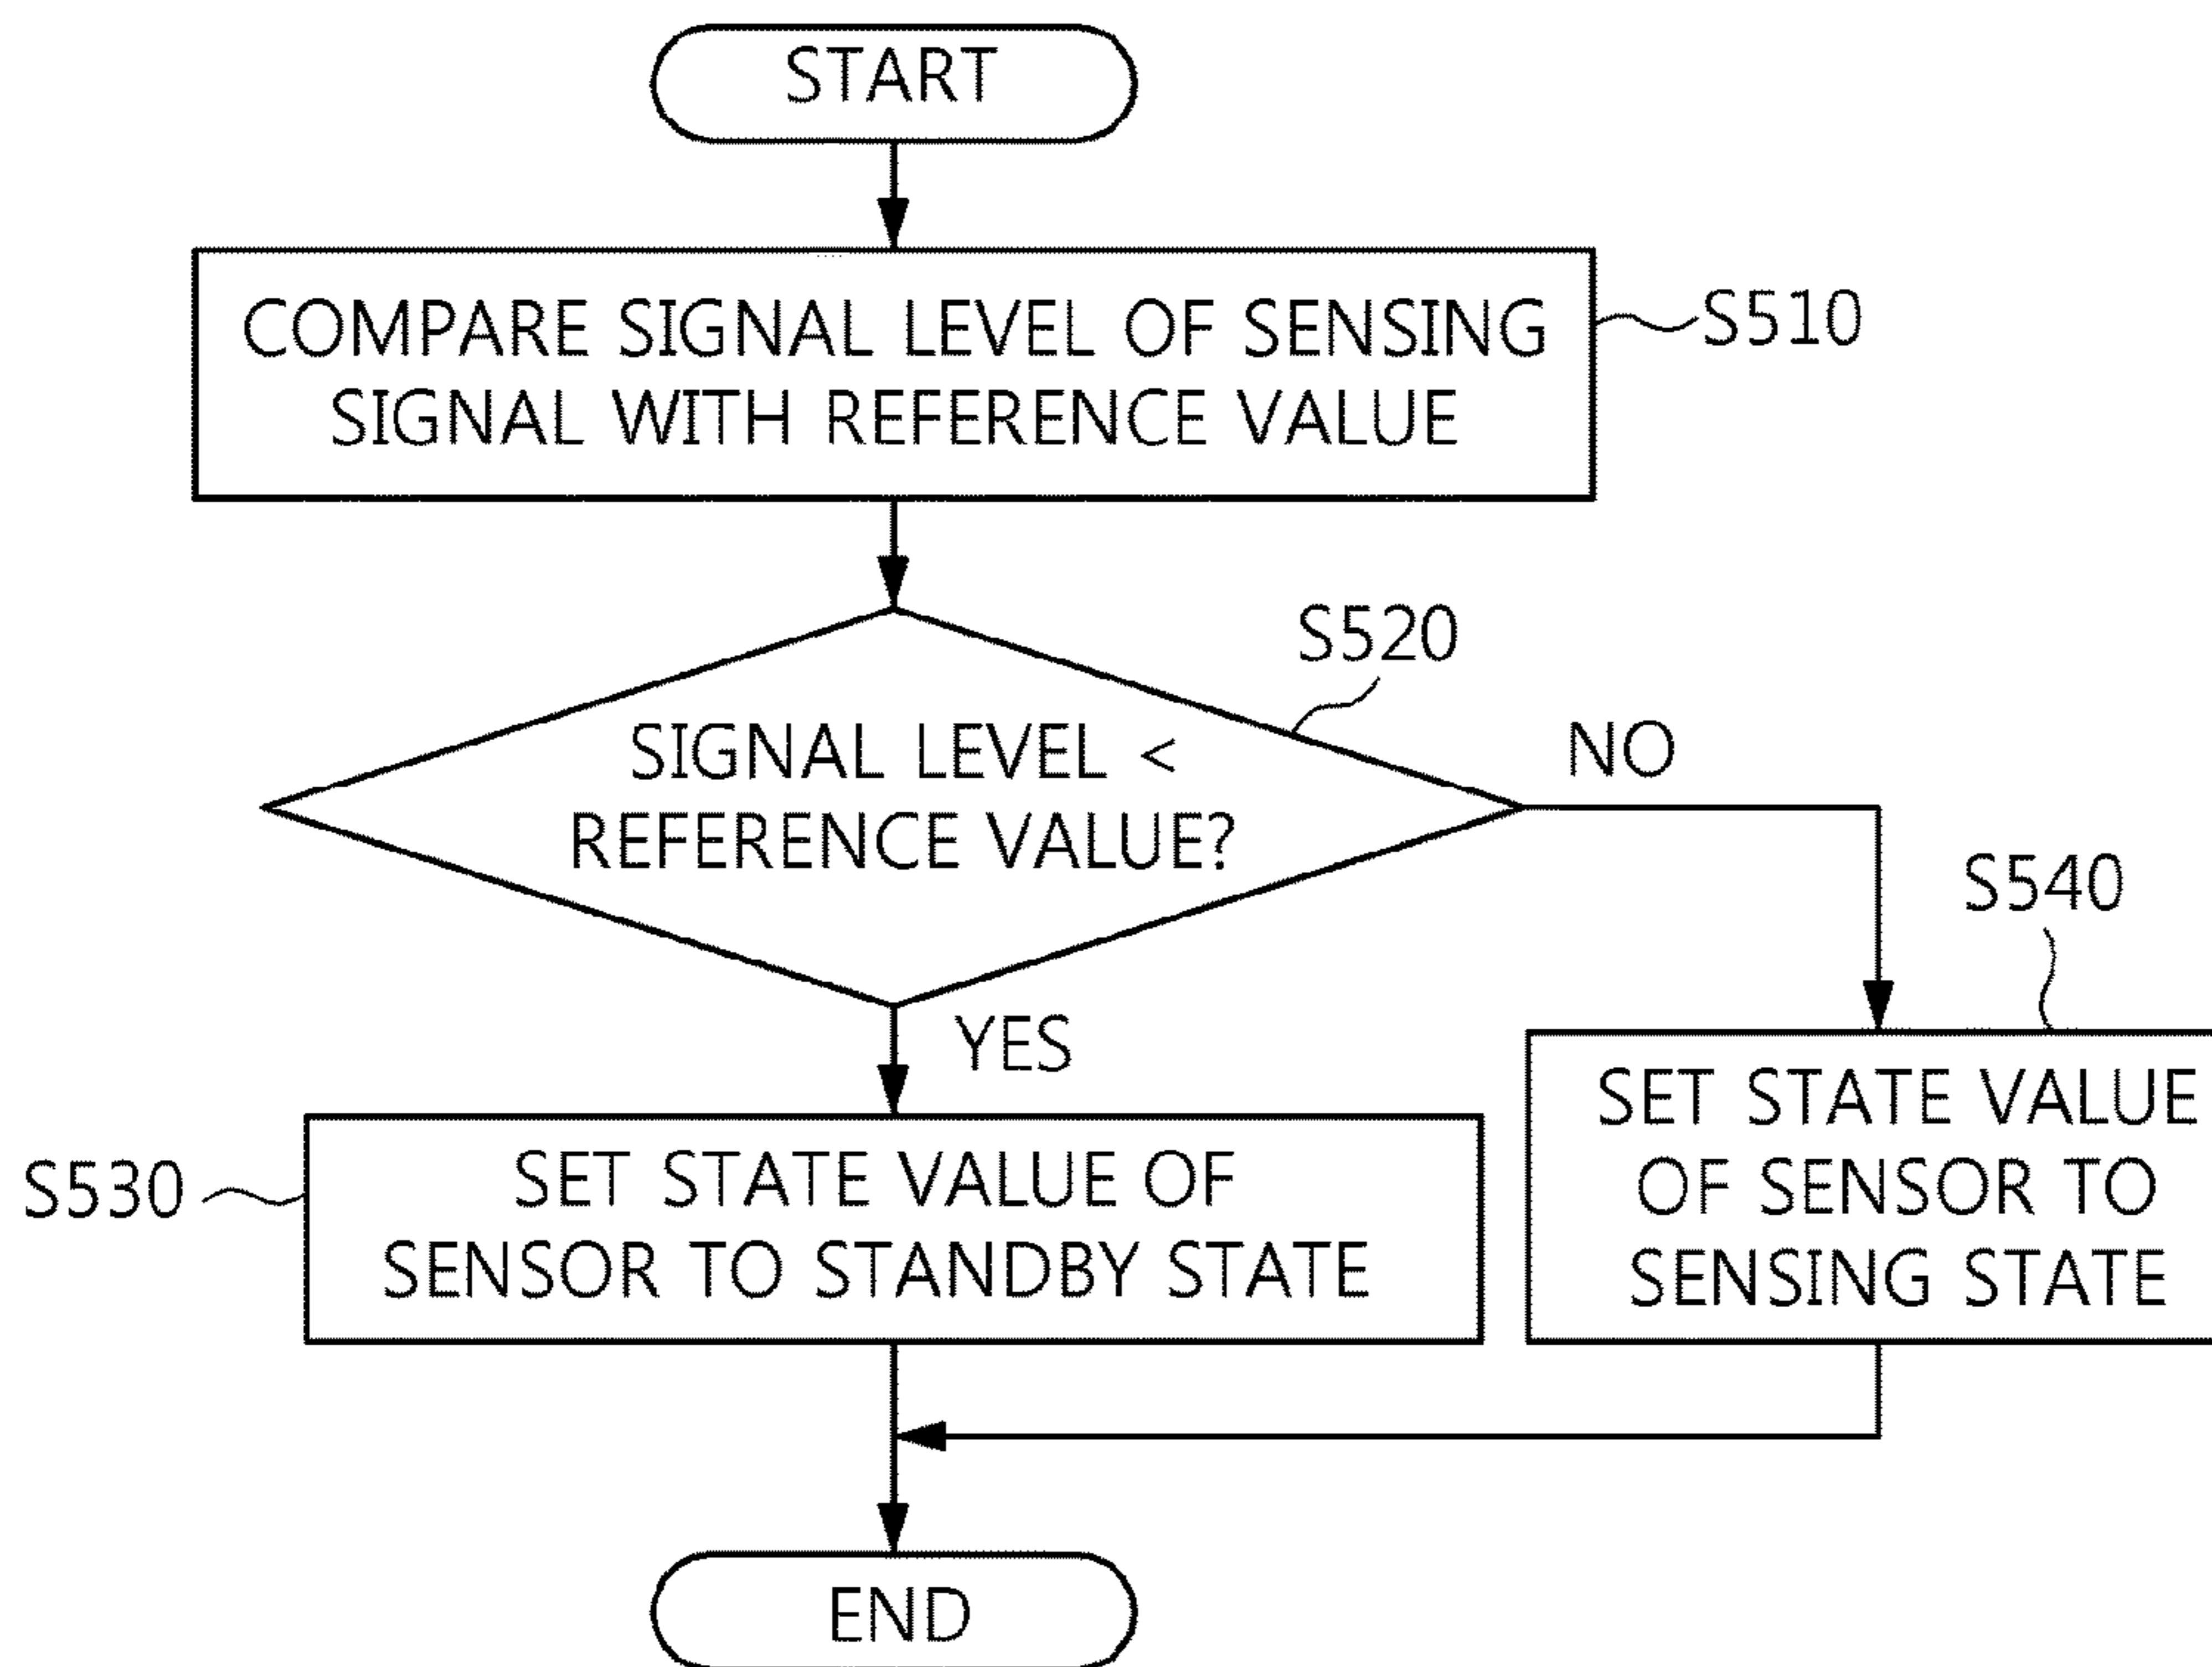 START
COMPARE SIGNAL LEVEL OF SENSING
SIGNAL WITH REFERENCE VALUE
S510
S520
SIGNAL LEVEL <
REFERENCE VALUE?
NO
YES
S540
SET STATE VALUE
OF SENSOR TO
SENSING STATE
S530
SET STATE VALUE OF
SENSOR TO STANDBY STATE
END